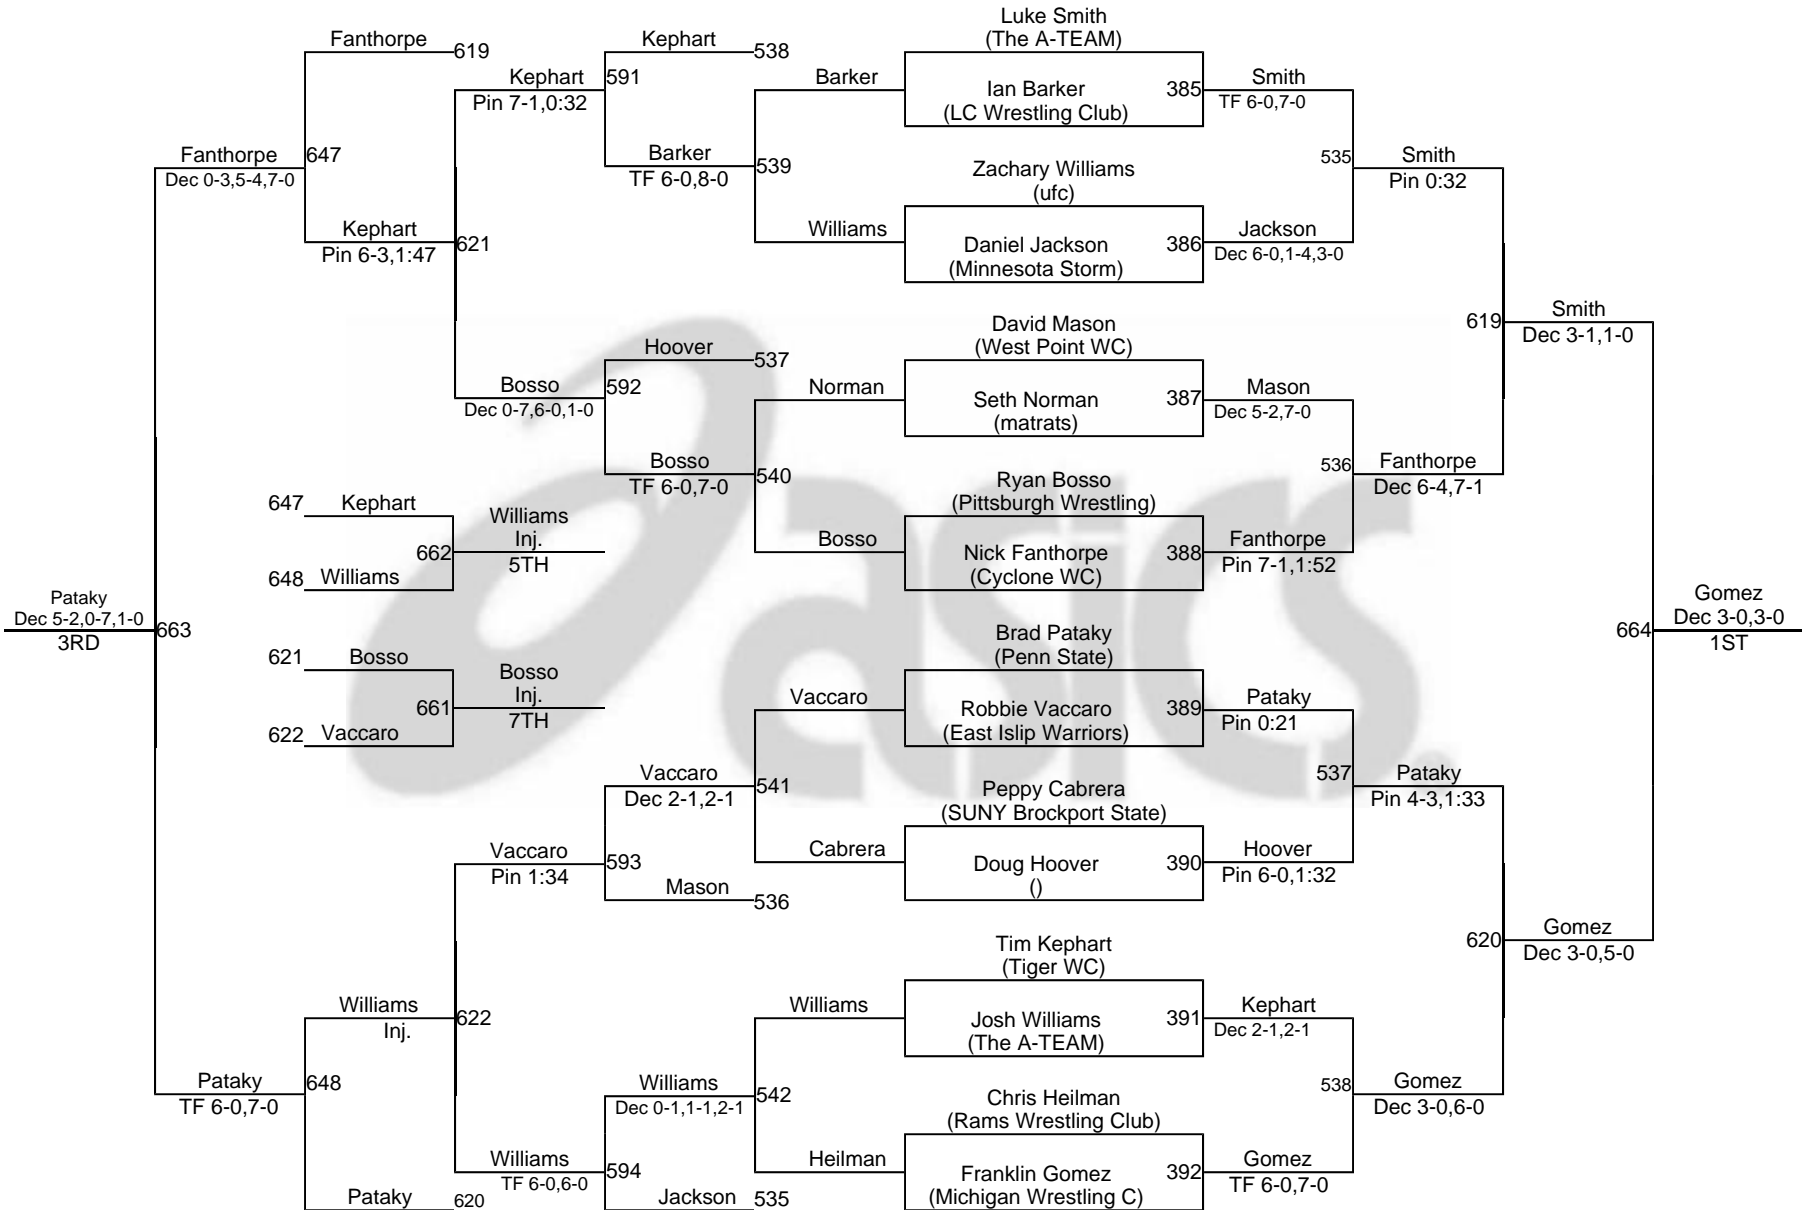 Luke Smith
(The A-TEAM)
Ian Barker
(LC Wrestling Club)
385
Smith
TF 6-0,7-0
Zachary Williams
(ufc)
Daniel Jackson
(Minnesota Storm)
386
Jackson
Dec 6-0,1-4,3-0
David Mason
(West Point WC)
Seth Norman
(matrats)
387
Mason
Dec 5-2,7-0
Ryan Bosso
(Pittsburgh Wrestling)
Nick Fanthorpe
(Cyclone WC)
388
Fanthorpe
Pin 7-1,1:52
Brad Pataky
(Penn State)
Robbie Vaccaro
(East Islip Warriors)
389
Pataky
Pin 0:21
Peppy Cabrera
(SUNY Brockport State)
Doug Hoover
()
390
Hoover
Pin 6-0,1:32
Tim Kephart
(Tiger WC)
Josh Williams
(The A-TEAM)
391
Kephart
Dec 2-1,2-1
Chris Heilman
(Rams Wrestling Club)
Franklin Gomez
(Michigan Wrestling C)
392
Gomez
TF 6-0,7-0
535
Smith
Pin 0:32
536
Fanthorpe
Dec 6-4,7-1
537
Pataky
Pin 4-3,1:33
538
Gomez
Dec 3-0,6-0
619
Smith
Dec 3-1,1-0
620
Gomez
Dec 3-0,5-0
664
Gomez
Dec 3-0,3-0
1ST
Barker
Williams
539
Barker
TF 6-0,8-0
Kephart
538
591
Kephart
Pin 7-1,0:32
Norman
Bosso
540
Bosso
TF 6-0,7-0
Hoover
537
592
Bosso
Dec 0-7,6-0,1-0
621
Kephart
Pin 6-3,1:47
Fanthorpe
619
647
Fanthorpe
Dec 0-3,5-4,7-0
647
Kephart
648
Williams
662
Williams
Inj.
5TH
621
Bosso
622
Vaccaro
661
Bosso
Inj.
7TH
Vaccaro
Cabrera
541
Vaccaro
Dec 2-1,2-1
Mason
536
593
Vaccaro
Pin 1:34
Williams
Heilman
542
Williams
Dec 0-1,1-1,2-1
Jackson
535
594
Williams
TF 6-0,6-0
622
Williams
Inj.
Pataky
620
648
Pataky
TF 6-0,7-0
663
Pataky
Dec 5-2,0-7,1-0
3RD
asics.